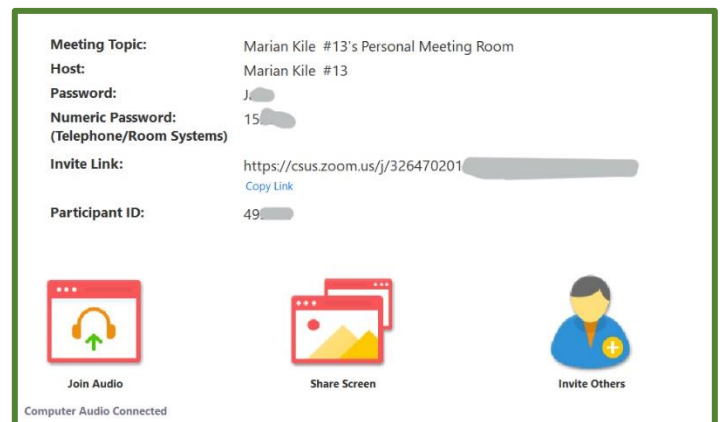 Meeting Topic: Marian Kile #13's Personal Meeting Room
Host: Marian Kile #13
Password: J
Numeric Password: 15
(Telephone/Room Systems)
Invite Link: https://csus.zoom.us/j/326470201
Copy Link
Participant ID: 49
Join Audio Share Screen Invite Others
Computer Audio Connected